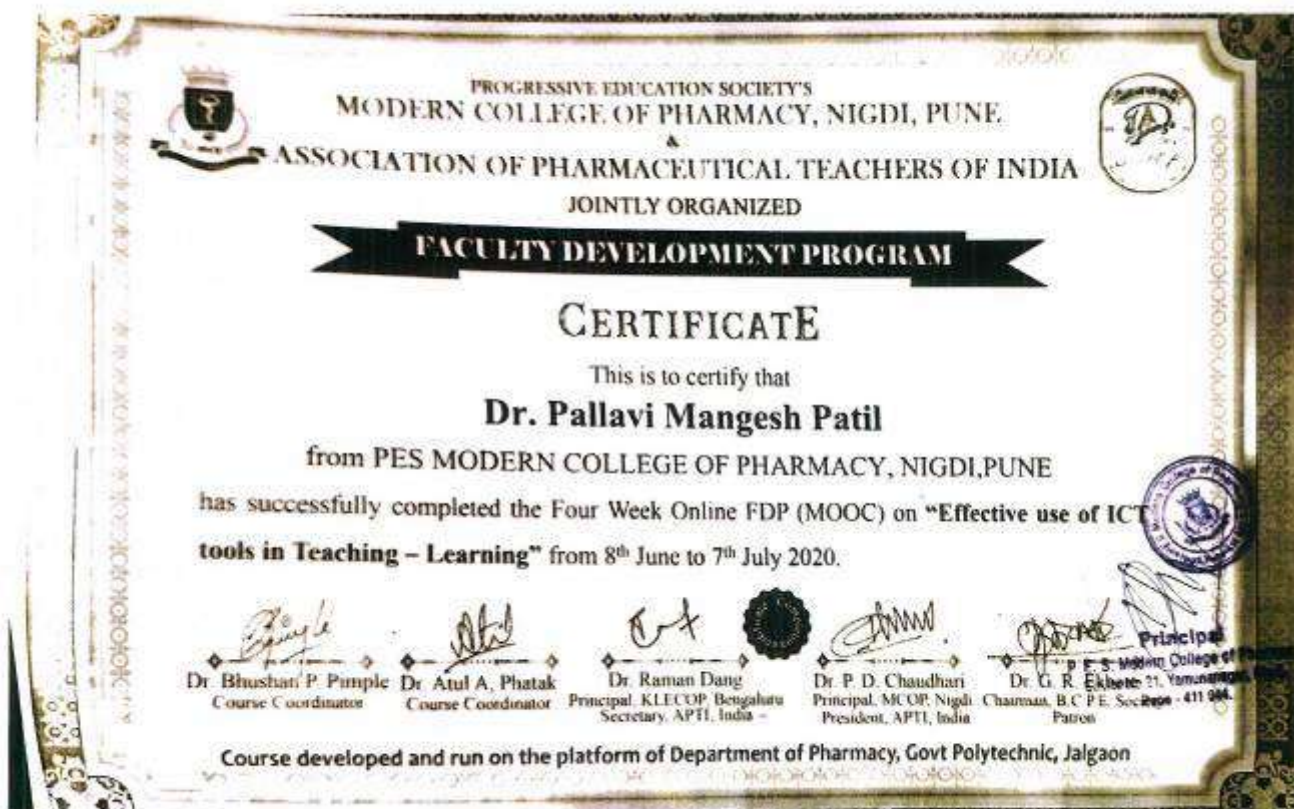 PROGRESSIVE EDUCATION SOCIETY'S
MODERN COLLEGE OF PHARMACY, NIGDI, PUNE
&
ASSOCIATION OF PHARMACEUTICAL TEACHERS OF INDIA
JOINTLY ORGANIZED
FACULTY DEVELOPMENT PROGRAM
CERTIFICATE
This is to certify that
Dr. Pallavi Mangesh Patil
from PES MODERN COLLEGE OF PHARMACY, NIGDI,PUNE
has successfully completed the Four Week Online FDP (MOOC) on “Effective use of ICT
tools in Teaching – Learning” from 8th June to 7th July 2020.
Dr. Bhushan P. Pimple
Course Coordinator
Dr. Atul A, Phatak
Course Coordinator
Dr. Raman Dang
Principal, KLECOP, Bengaluru
Secretary, APTI, India
Dr. P. D. Chaudhari
Principal, MCOP, Nigdi
President, APTI, India
Dr. G. R. Ekbote
Chairman, B.C.P.E. 
Patron
Principal
P. E. S. Modern College of
- 411 044.
Course developed and run on the platform of Department of Pharmacy, Govt Polytechnic, Jalgaon